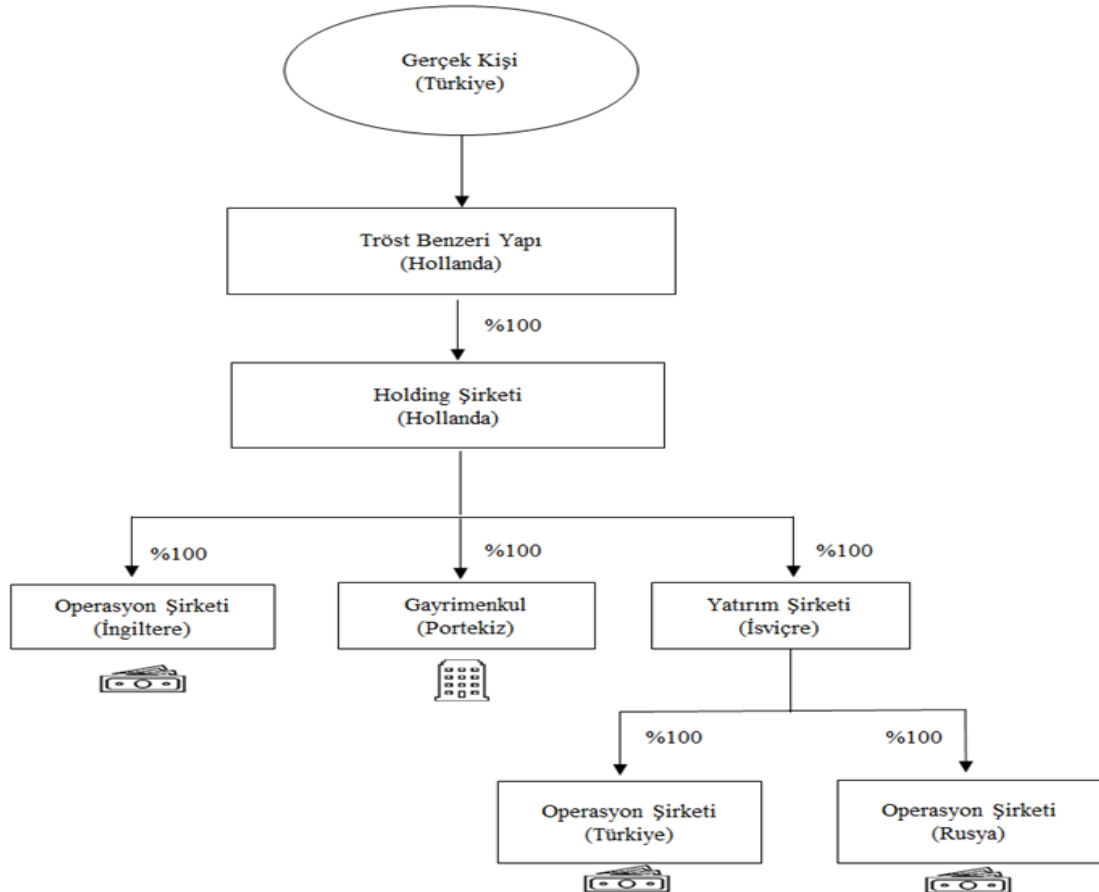 Gerçek Kişi
(Türkiye)
Tröst Benzeri Yapı
(Hollanda)
%100
Holding Şirketi
(Hollanda)
%100
%100
%100
Operasyon Şirketi
(İngiltere)
Gayrimenkul
(Portekiz)
Yatırım Şirketi
(İsviçre)
%100
%100
Operasyon Şirketi
(Türkiye)
Operasyon Şirketi
(Rusya)